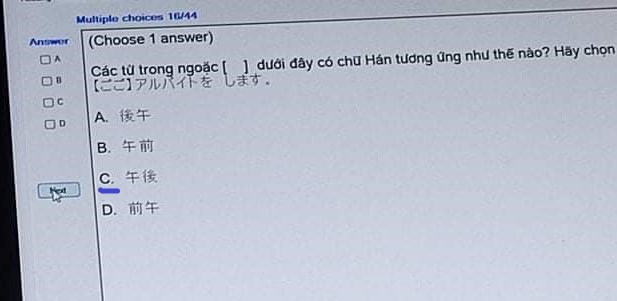 Multiple choices 16/44
Answer
(Choose 1 answer)
A
B
C
D
Các từ trong ngoặc [ ] dưới đây có chữ Hán tương ứng như thế nào? Hãy chọn
【ごご】アルバイトを します。
A. 後午
B. 午前
C. 午後
D. 前午
Next